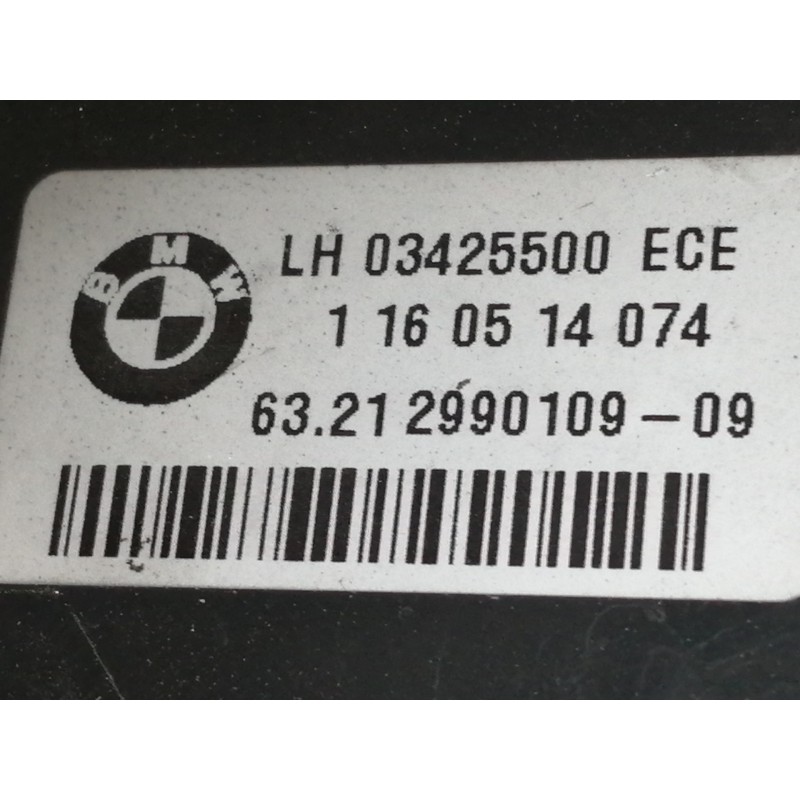 BMW
LH 03425500 ECE
1 16 05 14 074
63.21 2990109-09